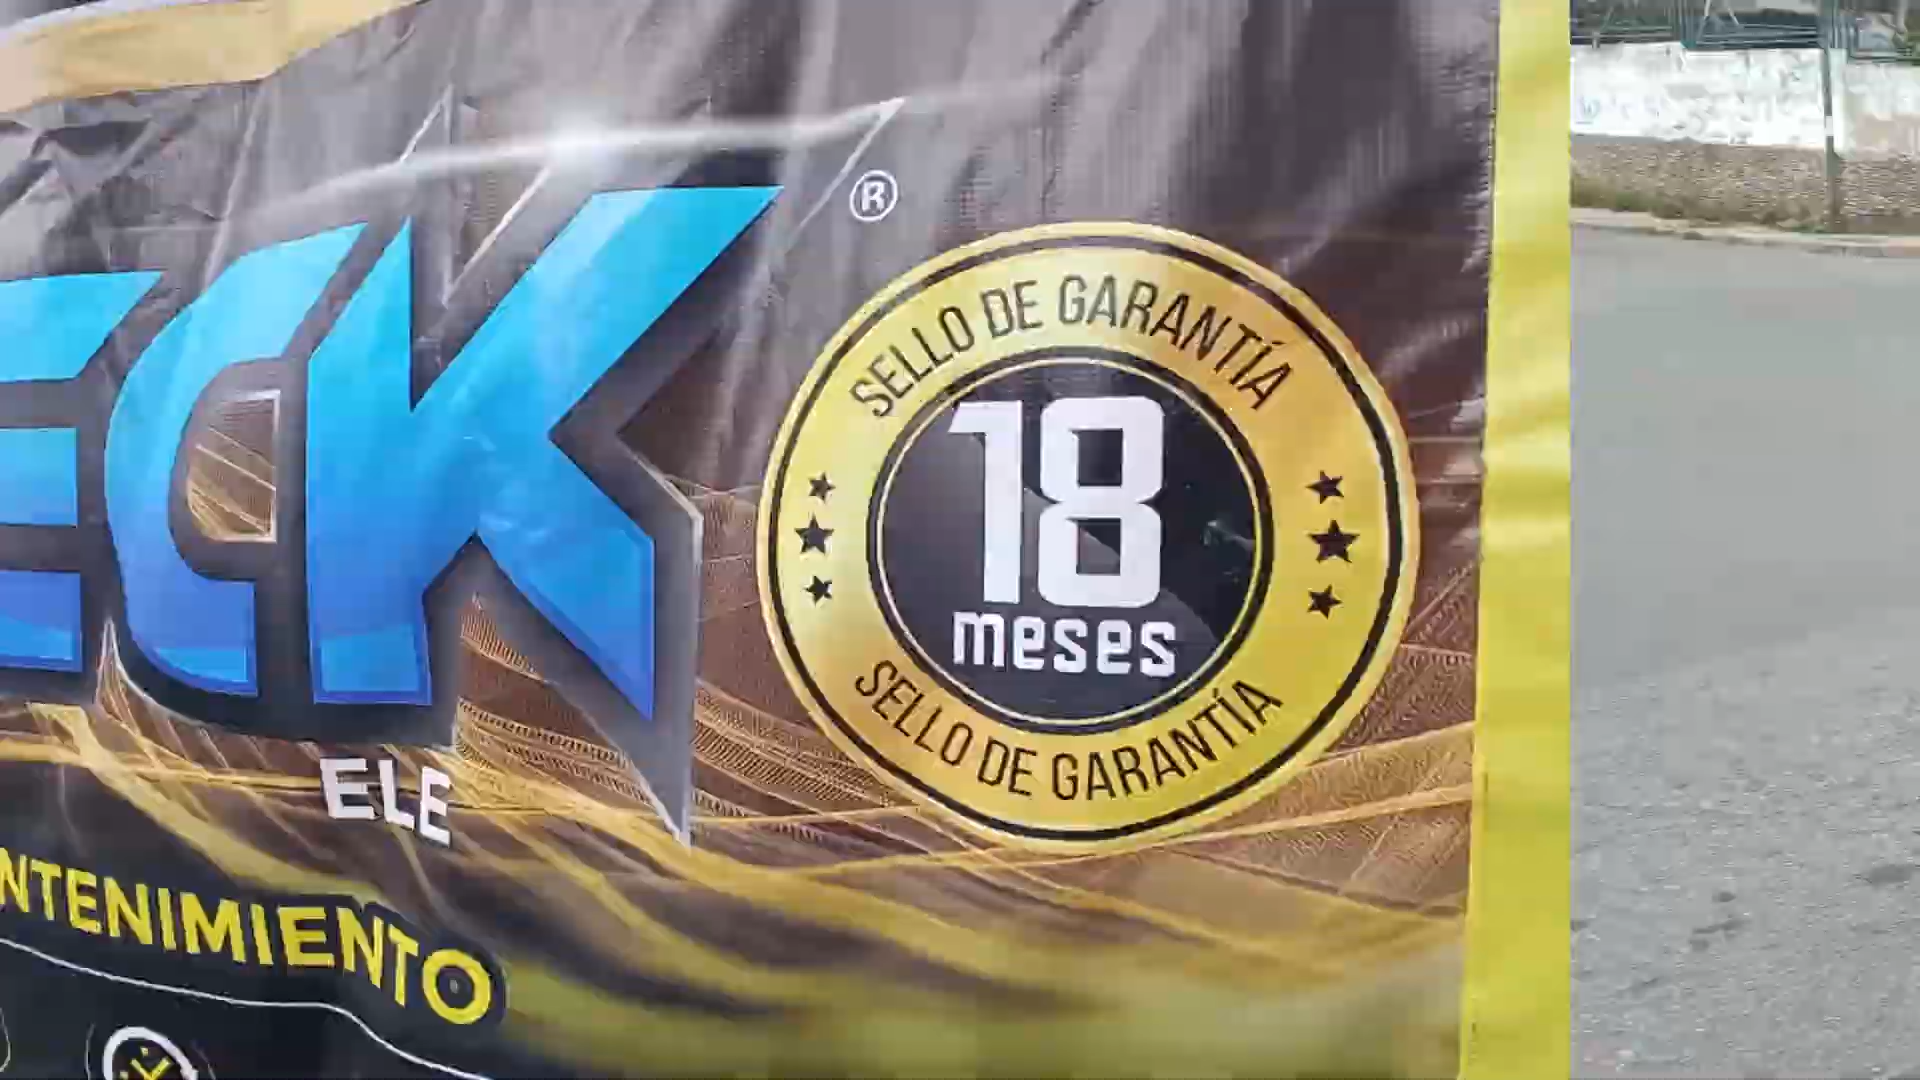 ECK
®
SELLO DE GARANTÍA
18
meses
SELLO DE GARANTÍA
ELE
NTENIMIENTO